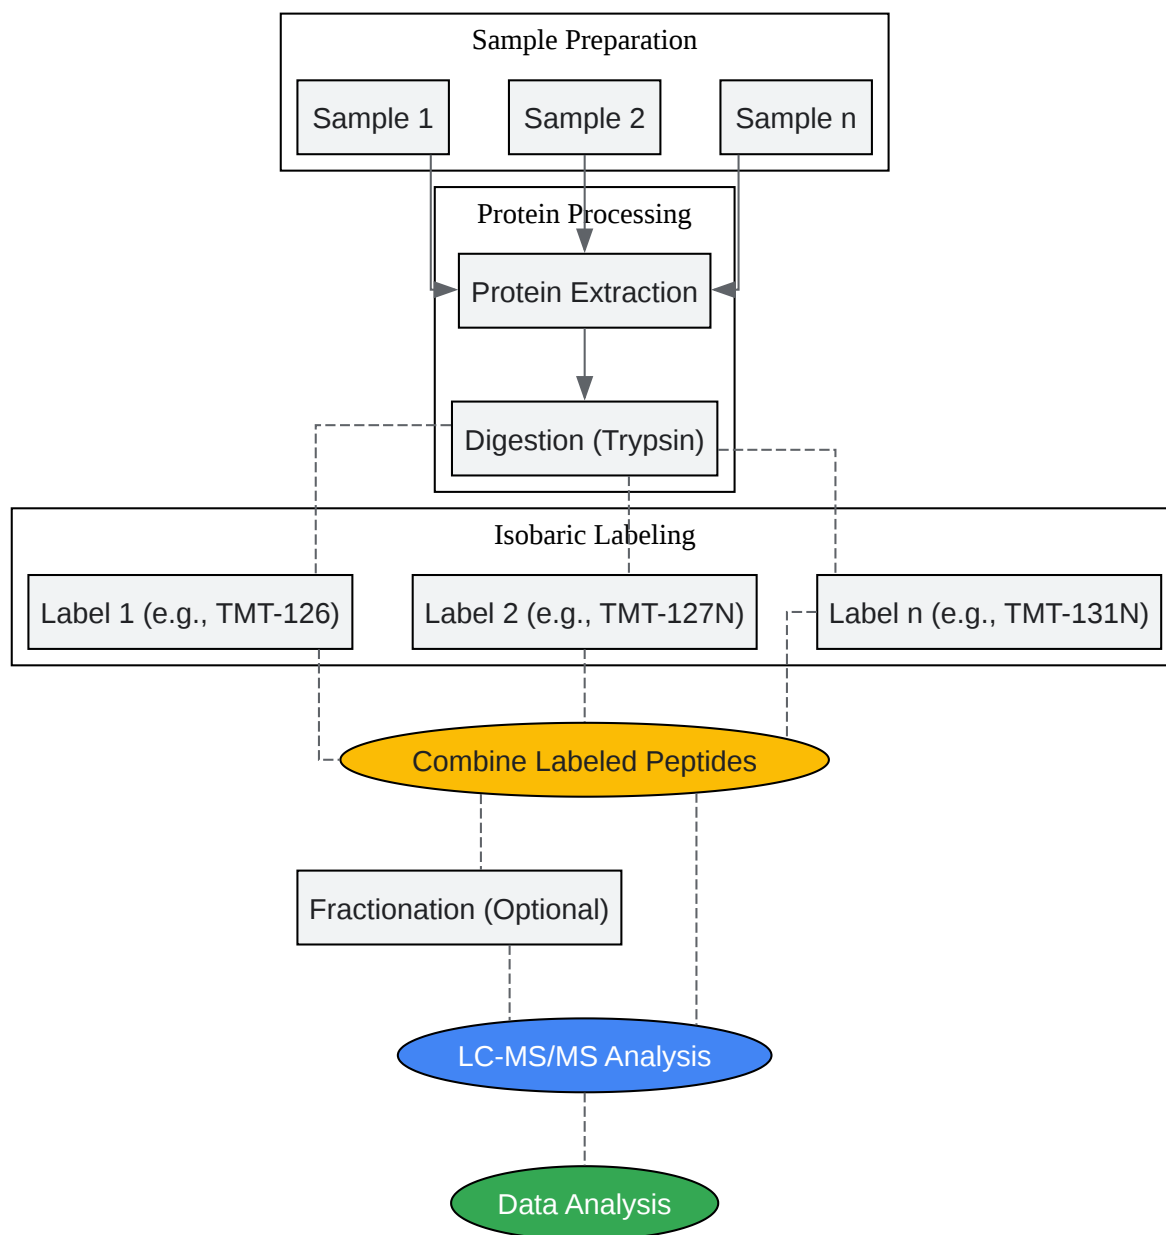 Sample Preparation
Sample 1
Sample 2
Sample n
Protein Processing
Protein Extraction
Digestion (Trypsin)
Isobaric Labeling
Label 1 (e.g., TMT-126)
Label 2 (e.g., TMT-127N)
Label n (e.g., TMT-131N)
Combine Labeled Peptides
Fractionation (Optional)
LC-MS/MS Analysis
Data Analysis